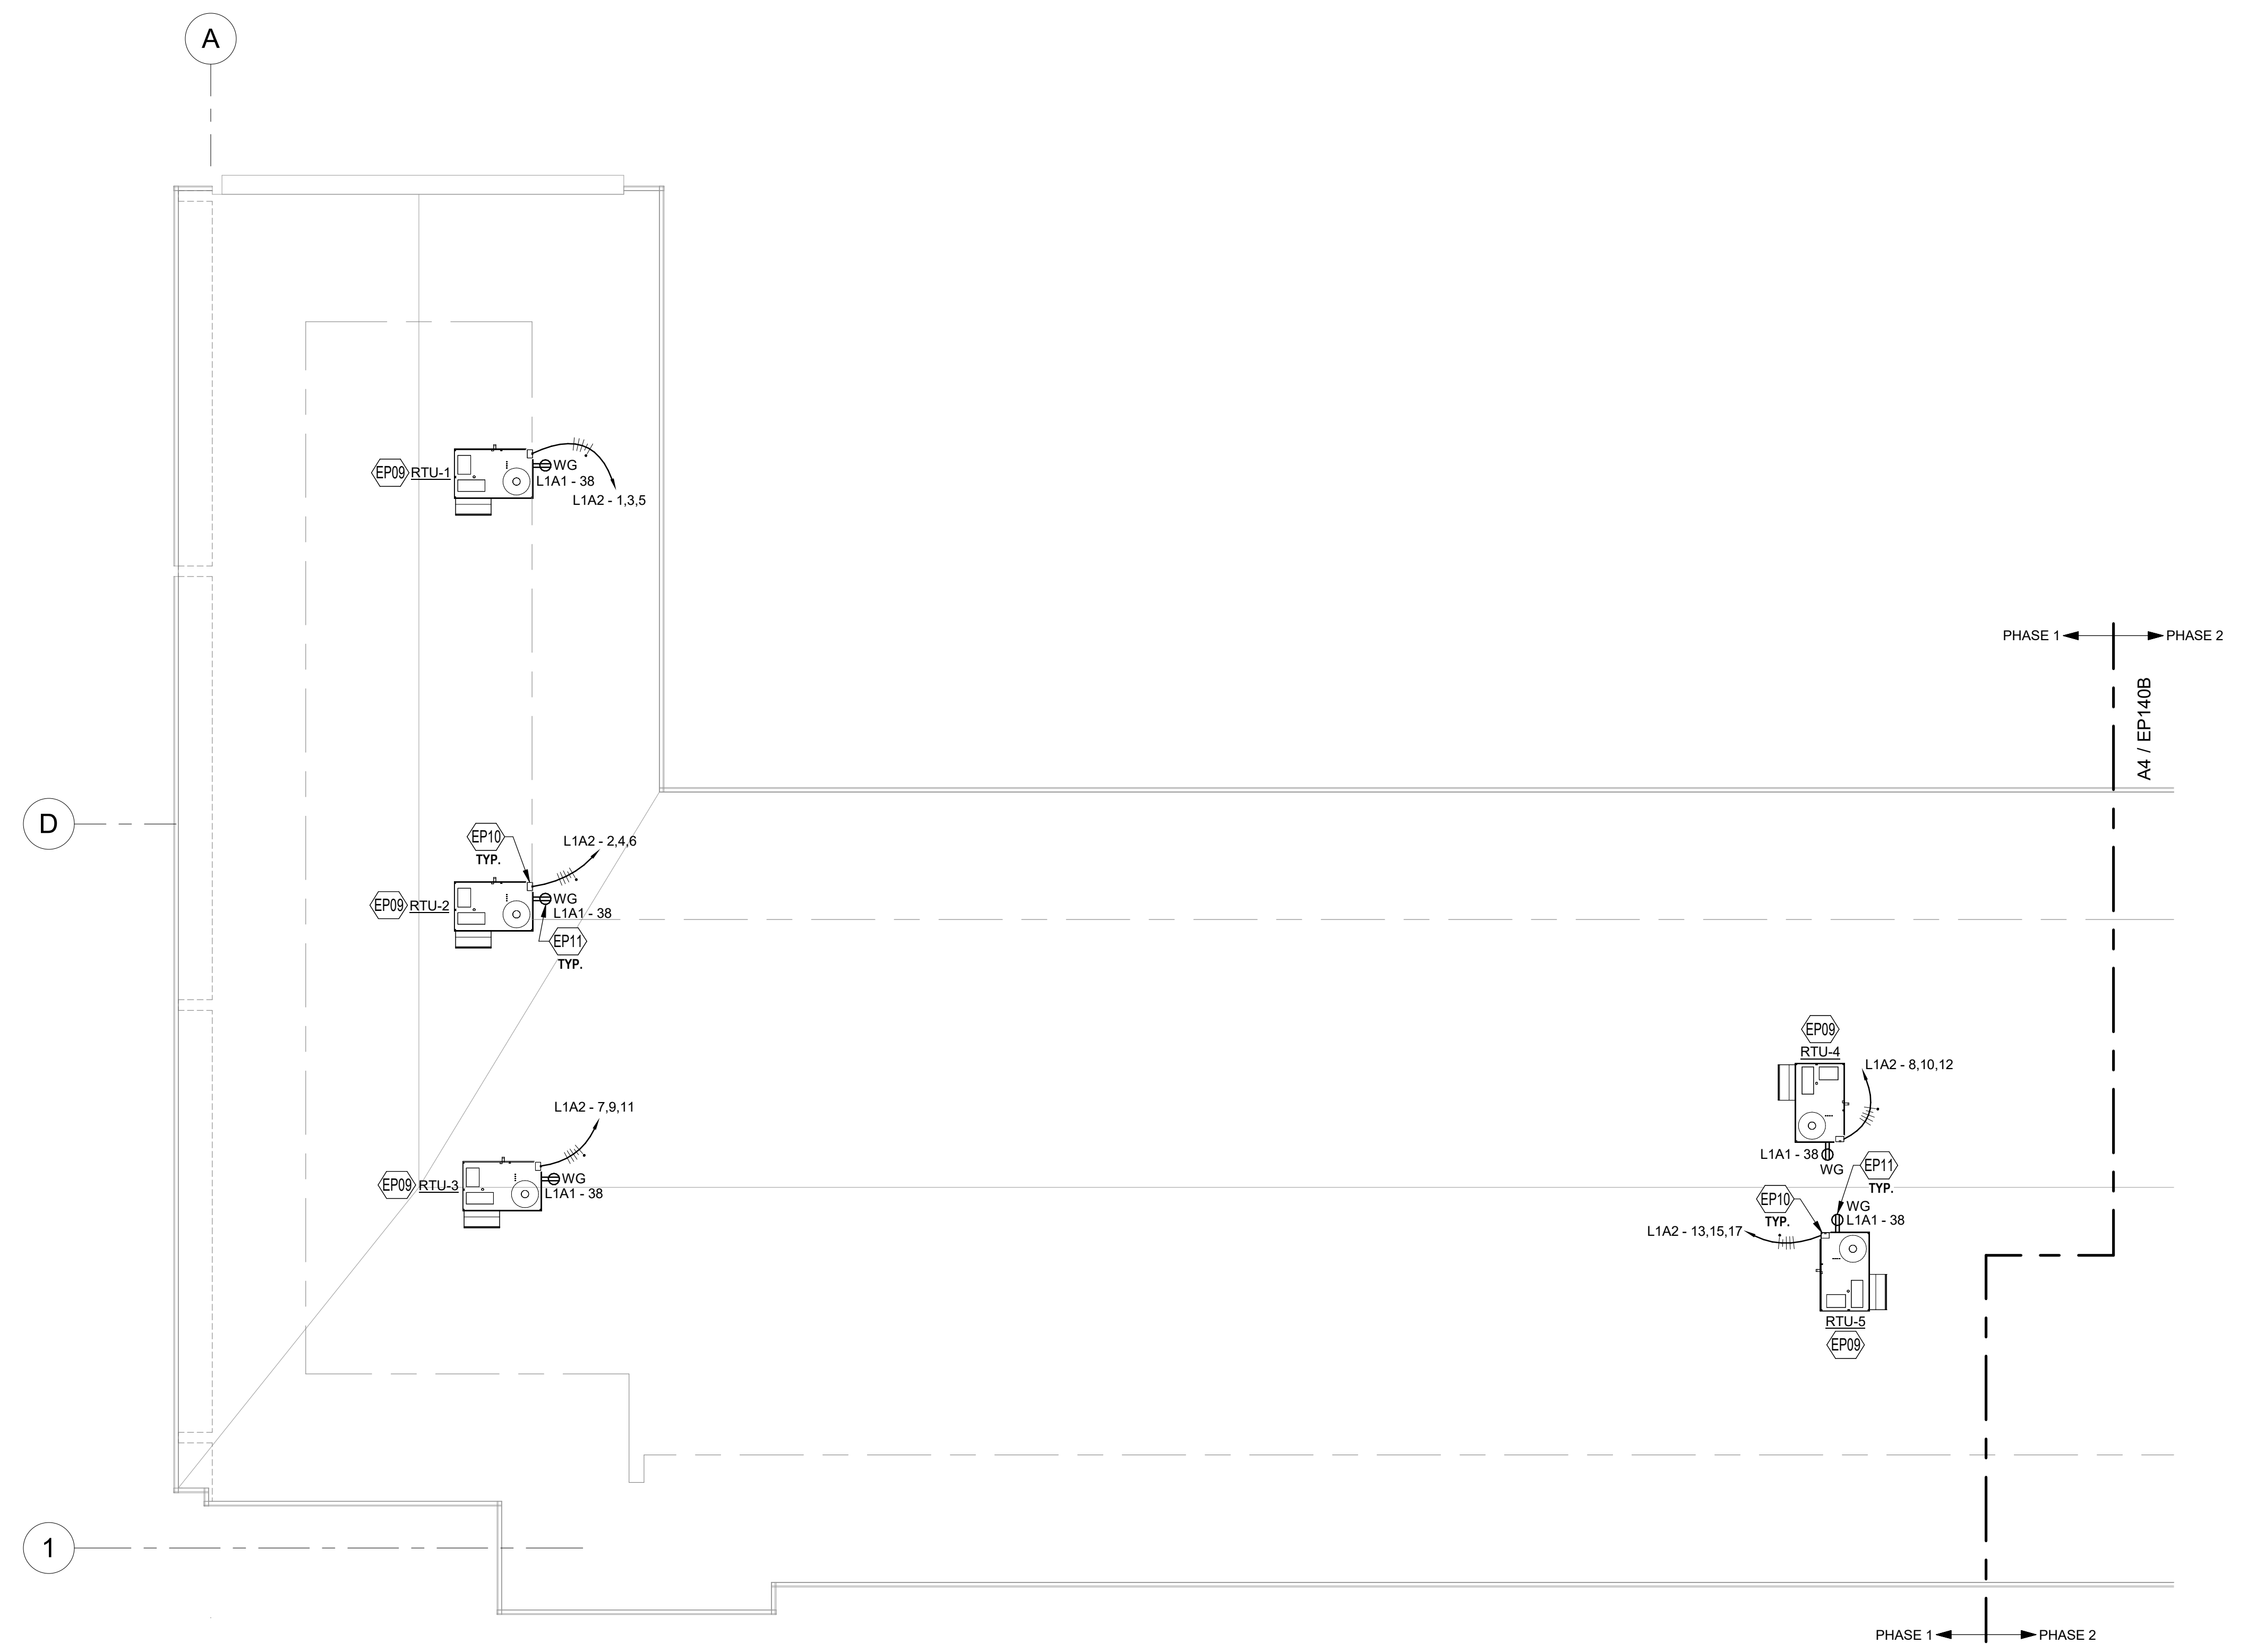 A
EP09 RTU-1
WG
L1A1 - 38
L1A2 - 1,3,5
PHASE 1
PHASE 2
A4 / EP140B
D
EP10
TYP.
L1A2 - 2,4,6
EP09 RTU-2
WG
L1A1 - 38
EP11
TYP.
EP09
RTU-4
L1A2 - 8,10,12
L1A1 - 38
WG
L1A2 - 7,9,11
EP09 RTU-3
WG
L1A1 - 38
EP11
TYP.
EP10
TYP.
WG
L1A1 - 38
L1A2 - 13,15,17
RTU-5
EP09
1
PHASE 1
PHASE 2